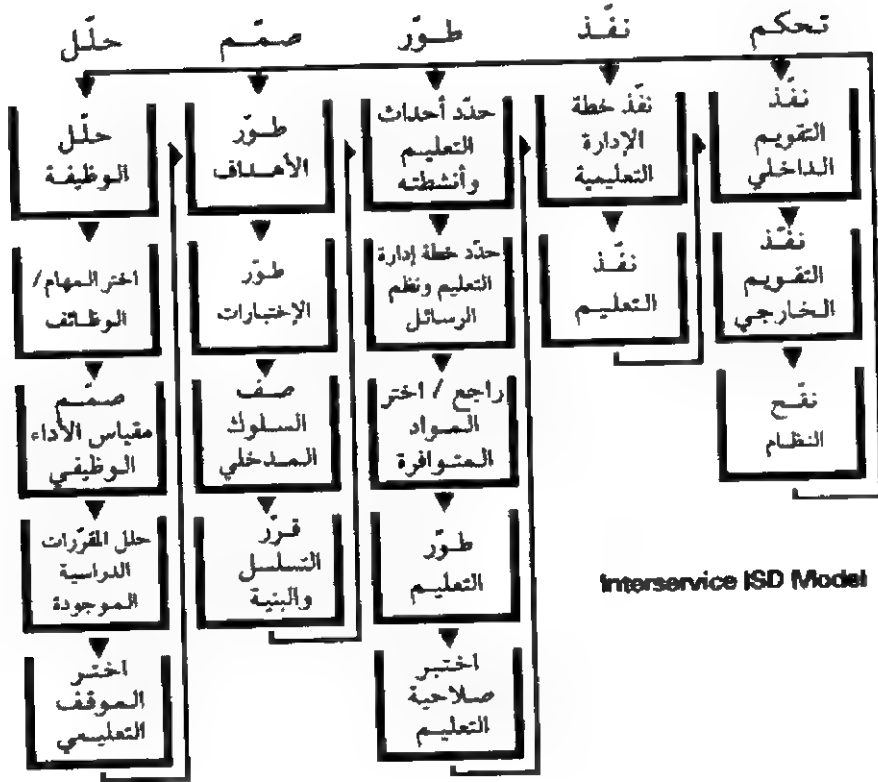 حلّل
صمّم
طوّر
نفّذ
تحكم
حلّل
الوظيفة
اختر المهام/
الوظائف
صمّم
مقياس الأداء
الوظيفي
حلل المقرّرات
الدراسية
الموجودة
اختر
الموقف
التعليمي
طوّر
الأهداف
طوّر
الإختبارات
صف
السلوك
المدخلي
قرّر
التسلسل
والبنية
حدّد أحداث
التعليم
وأنشطته
حدّد خطة إدارة
التعليم ونظم
الرسائل
راجع / اختر
المواد
المتوافرة
طوّر
التعليم
اختبر
صلاحية
التعليم
نفّذ خطة
الإدارة
التعليمية
نفّذ
التعليم
نفّذ
التقويم
الداخلي
نفّذ
التقويم
الخارجي
نقّح
النظام
Interservice ISD Model